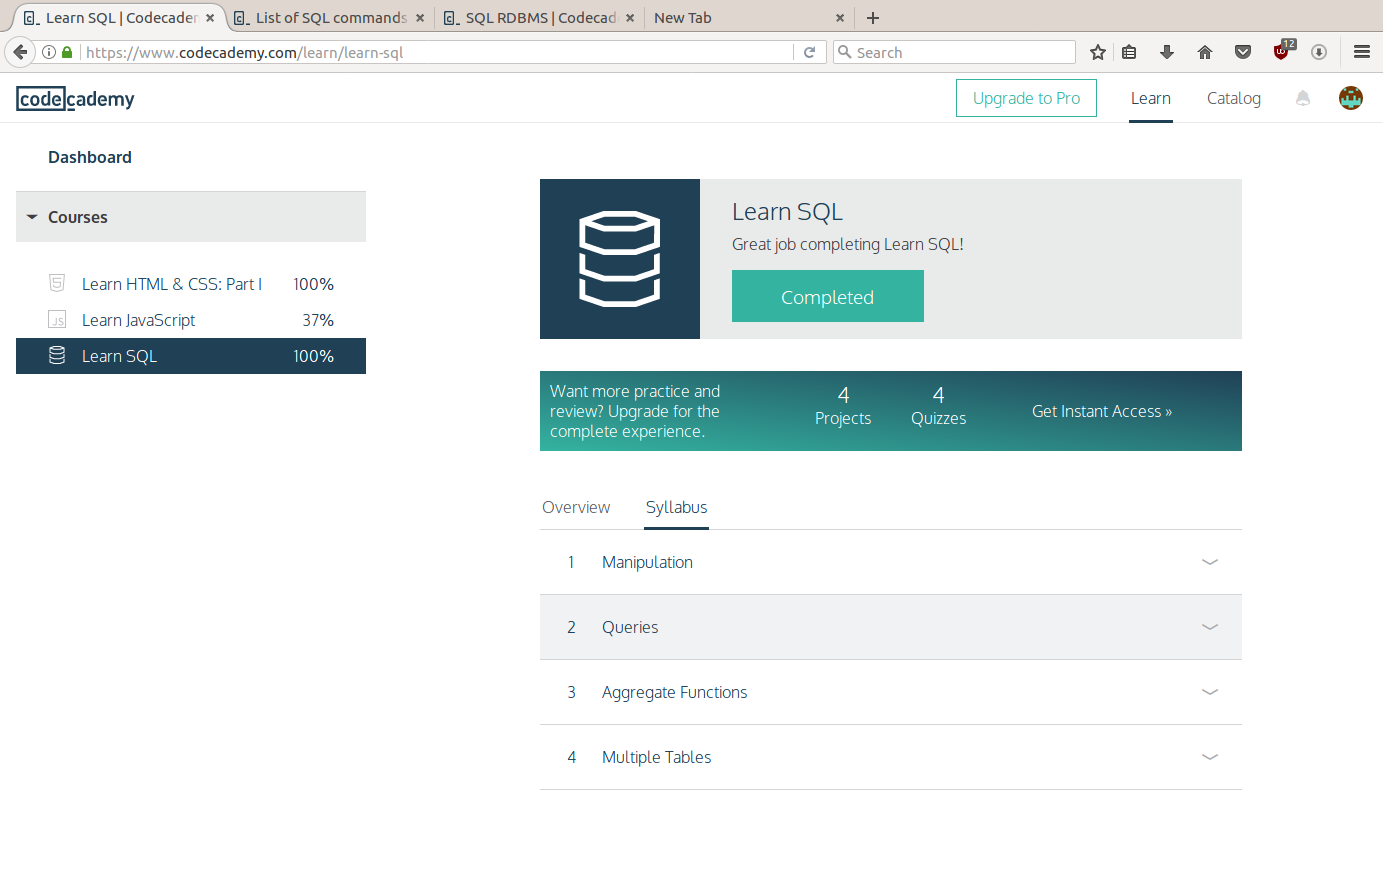 Learn SQL | Codecader
List of SQL commands
SQL RDBMS | Codecad
New Tab
https://www.codecademy.com/learn/learn-sql
Search
12
codecademy
Upgrade to Pro
Learn
Catalog
Dashboard
Courses
Learn HTML & CSS: Part I 100%
JS Learn JavaScript 37%
Learn SQL 100%
Learn SQL
Great job completing Learn SQL!
Completed
Want more practice and
review? Upgrade for the
complete experience.
4
Projects
4
Quizzes
Get Instant Access »
Overview
Syllabus
1 Manipulation
2 Queries
3 Aggregate Functions
4 Multiple Tables